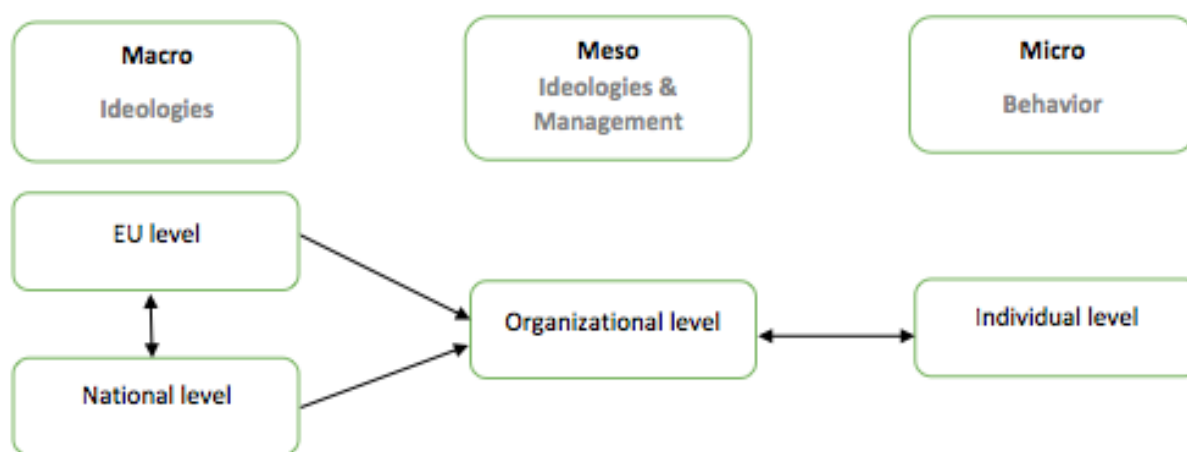 Macro
Ideologies
Meso
Ideologies &
Management
Micro
Behavior
EU level
National level
Organizational level
Individual level